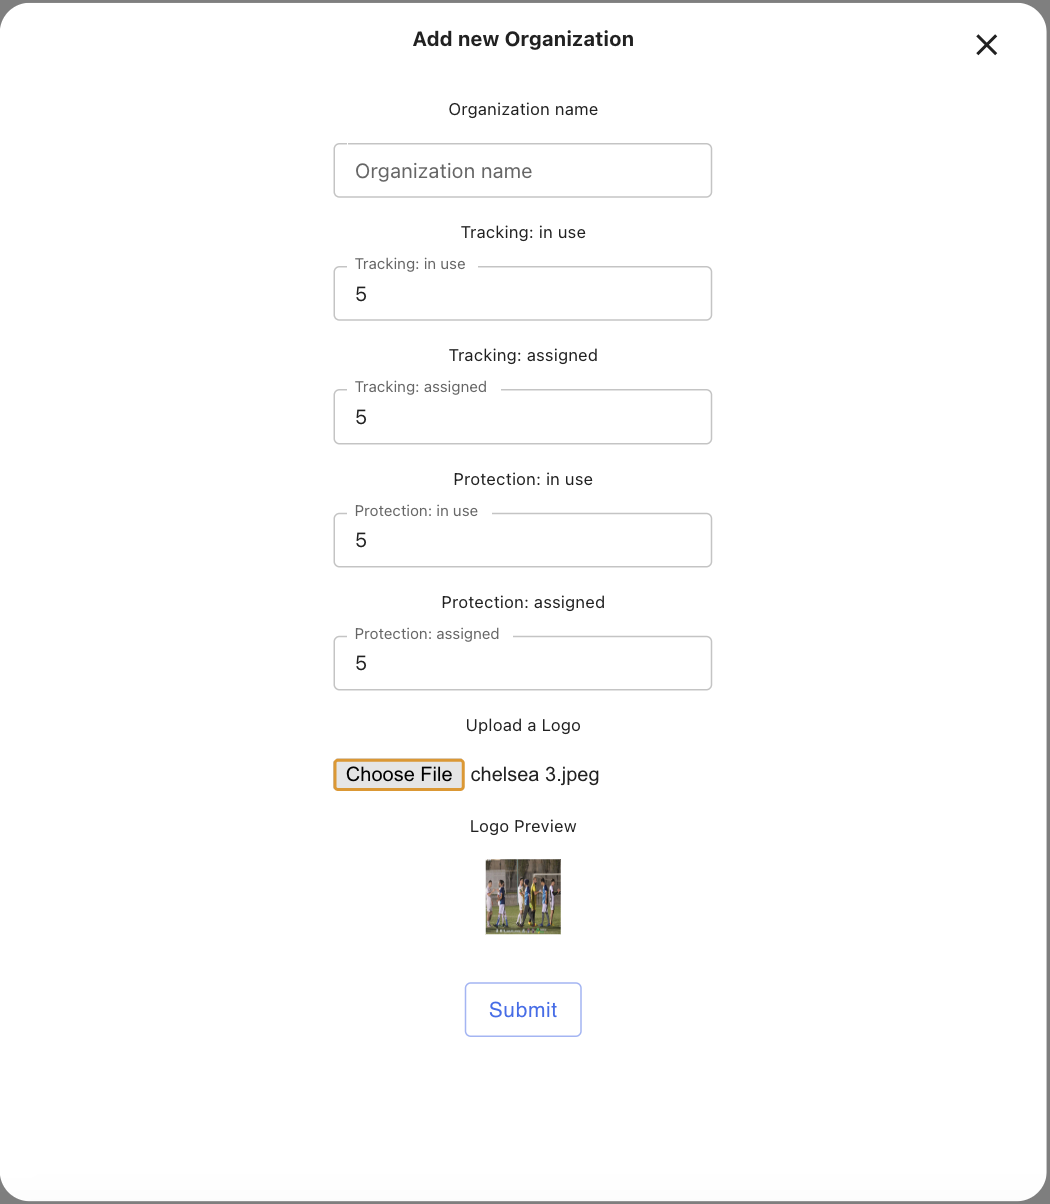 Add new Organization
Organization name
Organization name
Tracking: in use
Tracking: in use
5
Tracking: assigned
Tracking: assigned
5
Protection: in use
Protection: in use
5
Protection: assigned
Protection: assigned
5
Upload a Logo
Choose File chelsea 3.jpeg
Logo Preview
Submit